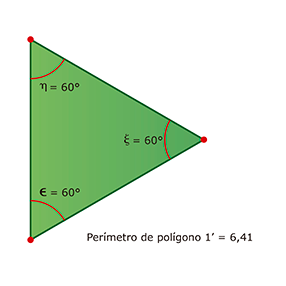 η = 60°
ξ = 60°
ϵ = 60°
Perímetro de polígono 1′ = 6,41